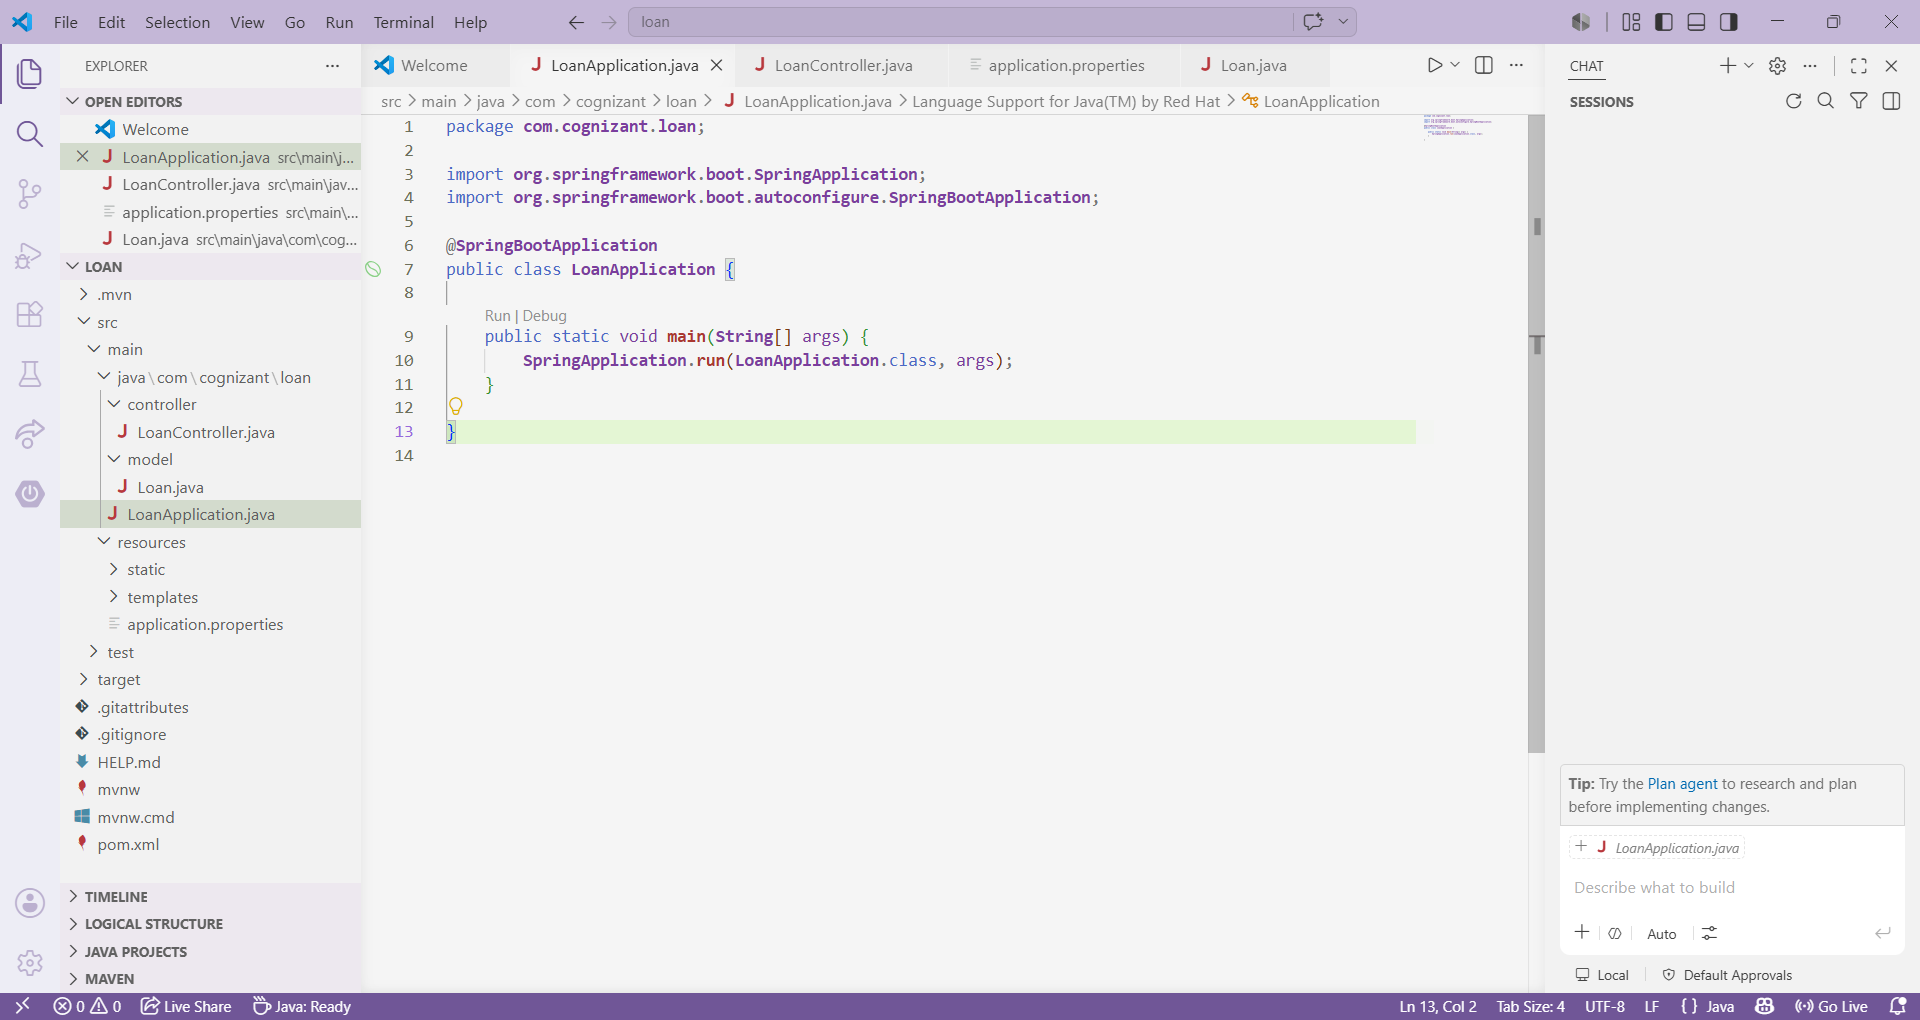 File Edit Selection View Go Run Terminal Help
loan
EXPLORER
OPEN EDITORS
Welcome
LoanApplication.java src\main\j...
LoanController.java src\main\jav...
application.properties src\main\...
Loan.java src\main\java\com\cog...
LOAN
.mvn
src
main
java\com\cognizant\loan
controller
LoanController.java
model
Loan.java
LoanApplication.java
resources
static
templates
application.properties
test
target
.gitattributes
.gitignore
HELP.md
mvnw
mvnw.cmd
pom.xml
TIMELINE
LOGICAL STRUCTURE
JAVA PROJECTS
MAVEN
Welcome LoanApplication.java LoanController.java application.properties Loan.java
src > main > java > com > cognizant > loan > LoanApplication.java > Language Support for Java(TM) by Red Hat > LoanApplication
1 package com.cognizant.loan;
2
3 import org.springframework.boot.SpringApplication;
4 import org.springframework.boot.autoconfigure.SpringBootApplication;
5
6 @SpringBootApplication
7 public class LoanApplication {
8
Run | Debug
9 public static void main(String[] args) {
10 SpringApplication.run(LoanApplication.class, args);
11 }
12
13 }
14
CHAT
SESSIONS
Tip: Try the Plan agent to research and plan
before implementing changes.
LoanApplication.java
Describe what to build
Auto
Local Default Approvals
0 0 Live Share Java: Ready
Ln 13, Col 2 Tab Size: 4 UTF-8 LF {} Java Go Live